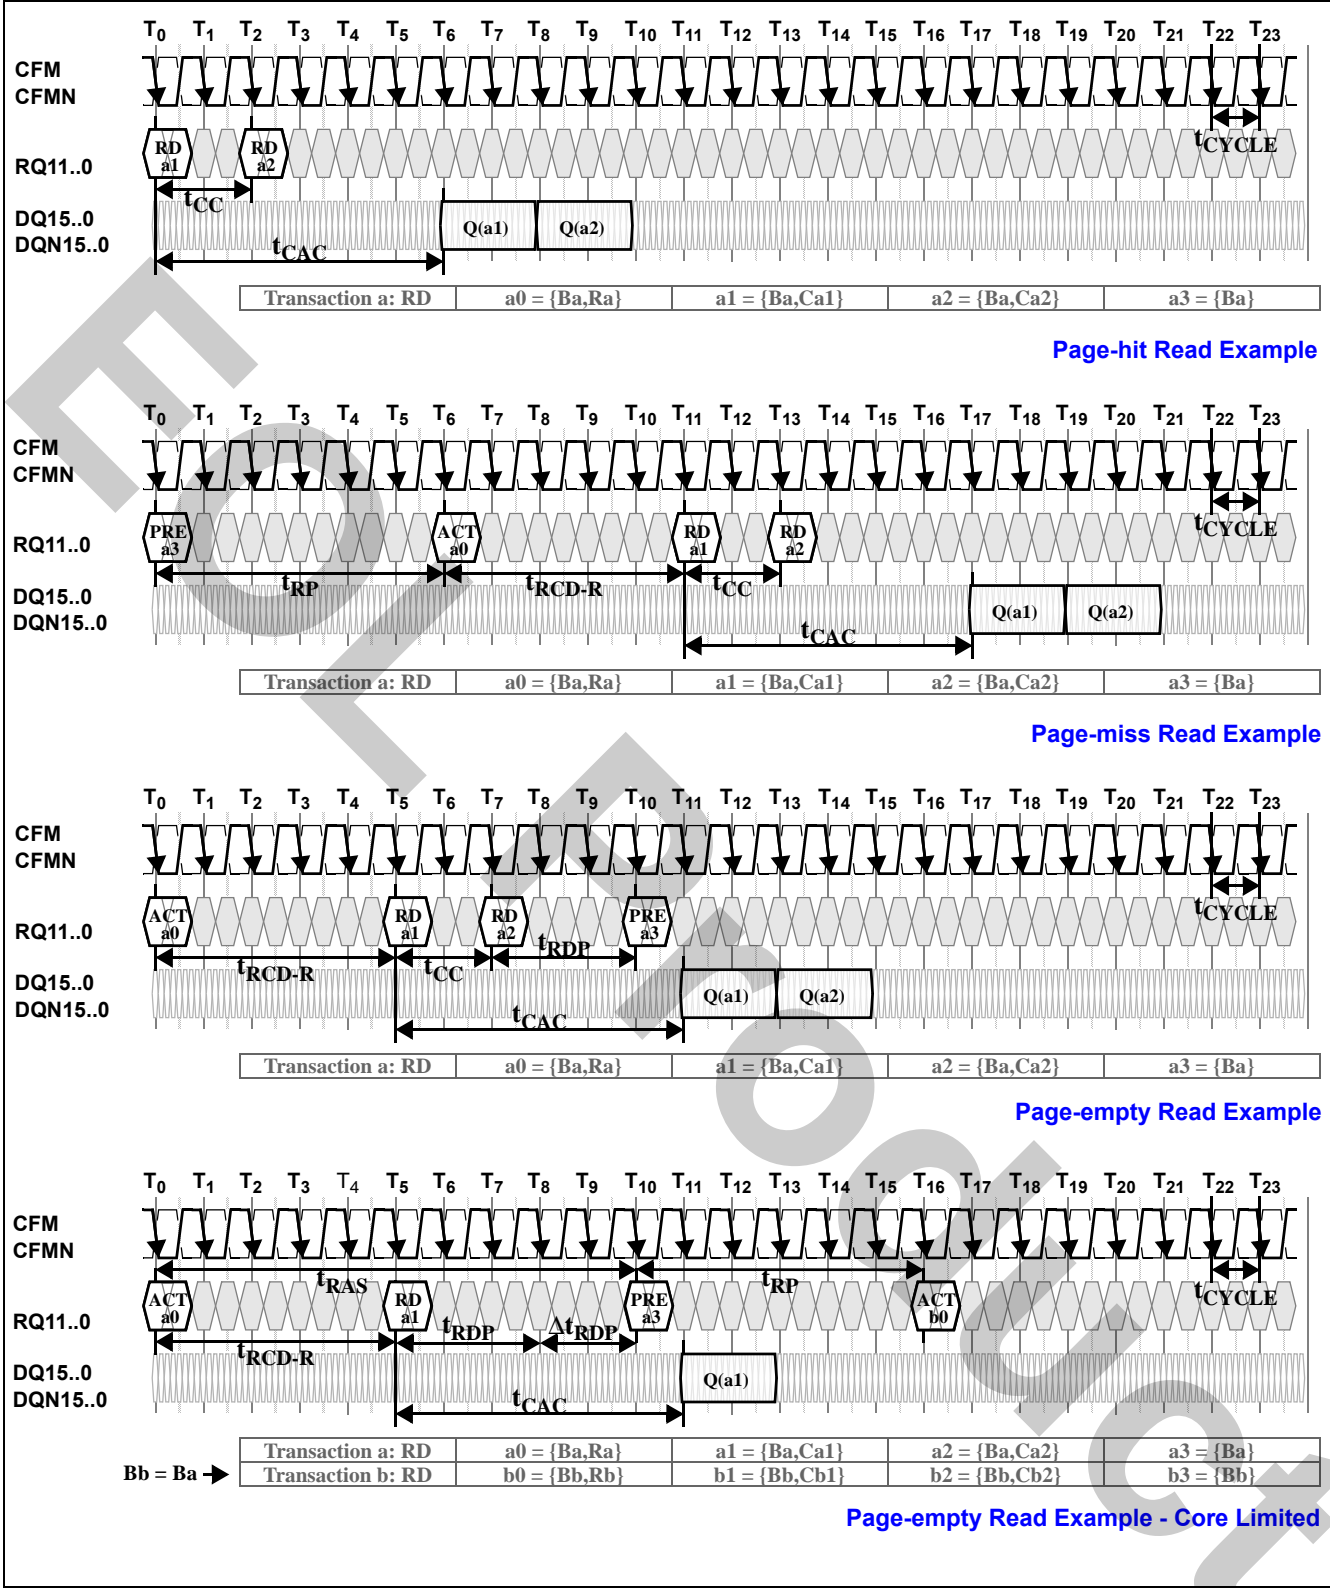 T0 T1 T2 T3 T4 T5 T6 T7 T8 T9 T10 T11 T12 T13 T14 T15 T16 T17 T18 T19 T20 T21 T22 T23
CFM
CFMN
tCYCLE
RD a1 RD a2
RQ11..0
tCC
DQ15..0
DQN15..0
Q(a1) Q(a2)
tCAC
Transaction a: RD a0 = {Ba,Ra} a1 = {Ba,Ca1} a2 = {Ba,Ca2} a3 = {Ba}
Page-hit Read Example
T0 T1 T2 T3 T4 T5 T6 T7 T8 T9 T10 T11 T12 T13 T14 T15 T16 T17 T18 T19 T20 T21 T22 T23
CFM
CFMN
tCYCLE
PRE a3 ACT a0 RD a1 RD a2
RQ11..0
tRP tRCD-R tCC
DQ15..0
DQN15..0
Q(a1) Q(a2)
tCAC
Transaction a: RD a0 = {Ba,Ra} a1 = {Ba,Ca1} a2 = {Ba,Ca2} a3 = {Ba}
Page-miss Read Example
T0 T1 T2 T3 T4 T5 T6 T7 T8 T9 T10 T11 T12 T13 T14 T15 T16 T17 T18 T19 T20 T21 T22 T23
CFM
CFMN
tCYCLE
ACT a0 RD a1 RD a2 PRE a3
RQ11..0
tRCD-R tCC tRDP
DQ15..0
DQN15..0
Q(a1) Q(a2)
tCAC
Transaction a: RD a0 = {Ba,Ra} a1 = {Ba,Ca1} a2 = {Ba,Ca2} a3 = {Ba}
Page-empty Read Example
T0 T1 T2 T3 T4 T5 T6 T7 T8 T9 T10 T11 T12 T13 T14 T15 T16 T17 T18 T19 T20 T21 T22 T23
CFM
CFMN
tRAS tRP tCYCLE
ACT a0 RD a1 PRE a3 ACT b0
RQ11..0
tRCD-R tRDP ΔtRDP
DQ15..0
DQN15..0
Q(a1)
tCAC
Transaction a: RD a0 = {Ba,Ra} a1 = {Ba,Ca1} a2 = {Ba,Ca2} a3 = {Ba}
Bb = Ba Transaction b: RD b0 = {Bb,Rb} b1 = {Bb,Cb1} b2 = {Bb,Cb2} b3 = {Bb}
Page-empty Read Example - Core Limited
EOL Product